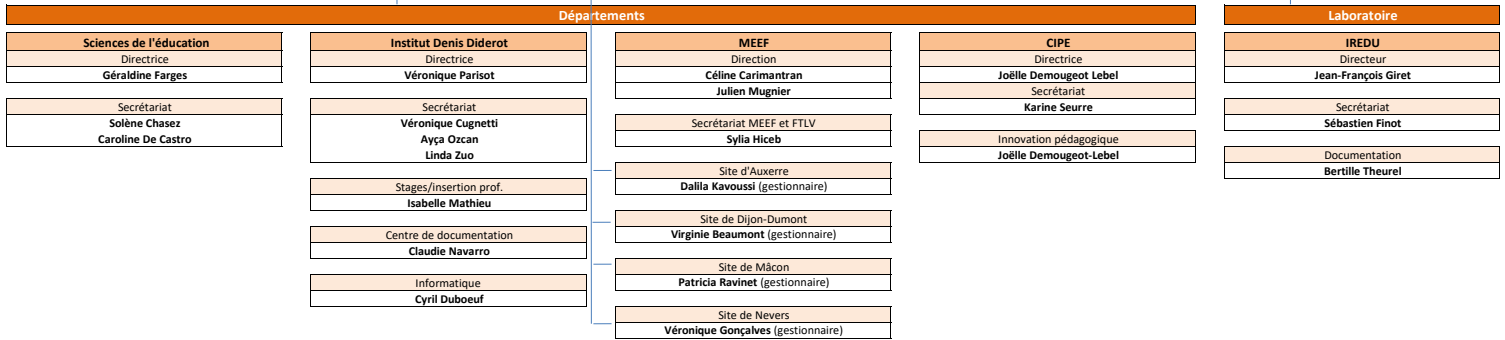 Départements
Laboratoire
Sciences de l'éducation
Directrice
Géraldine Farges
Secrétariat
Solène Chasez
Caroline De Castro
Institut Denis Diderot
Directrice
Véronique Parisot
Secrétariat
Véronique Cugnetti
Ayça Ozcan
Linda Zuo
Stages/insertion prof.
Isabelle Mathieu
Centre de documentation
Claudie Navarro
Informatique
Cyril Duboeuf
MEEF
Direction
Céline Carimantran
Julien Mugnier
Secrétariat MEEF et FTLV
Sylia Hiceb
Site d'Auxerre
Dalila Kavoussi (gestionnaire)
Site de Dijon-Dumont
Virginie Beaumont (gestionnaire)
Site de Mâcon
Patricia Ravinet (gestionnaire)
Site de Nevers
Véronique Gonçalves (gestionnaire)
CIPE
Directrice
Joëlle Demougeot Lebel
Secrétariat
Karine Seurre
Innovation pédagogique
Joëlle Demougeot-Lebel
IREDU
Directeur
Jean-François Giret
Secrétariat
Sébastien Finot
Documentation
Bertille Theurel